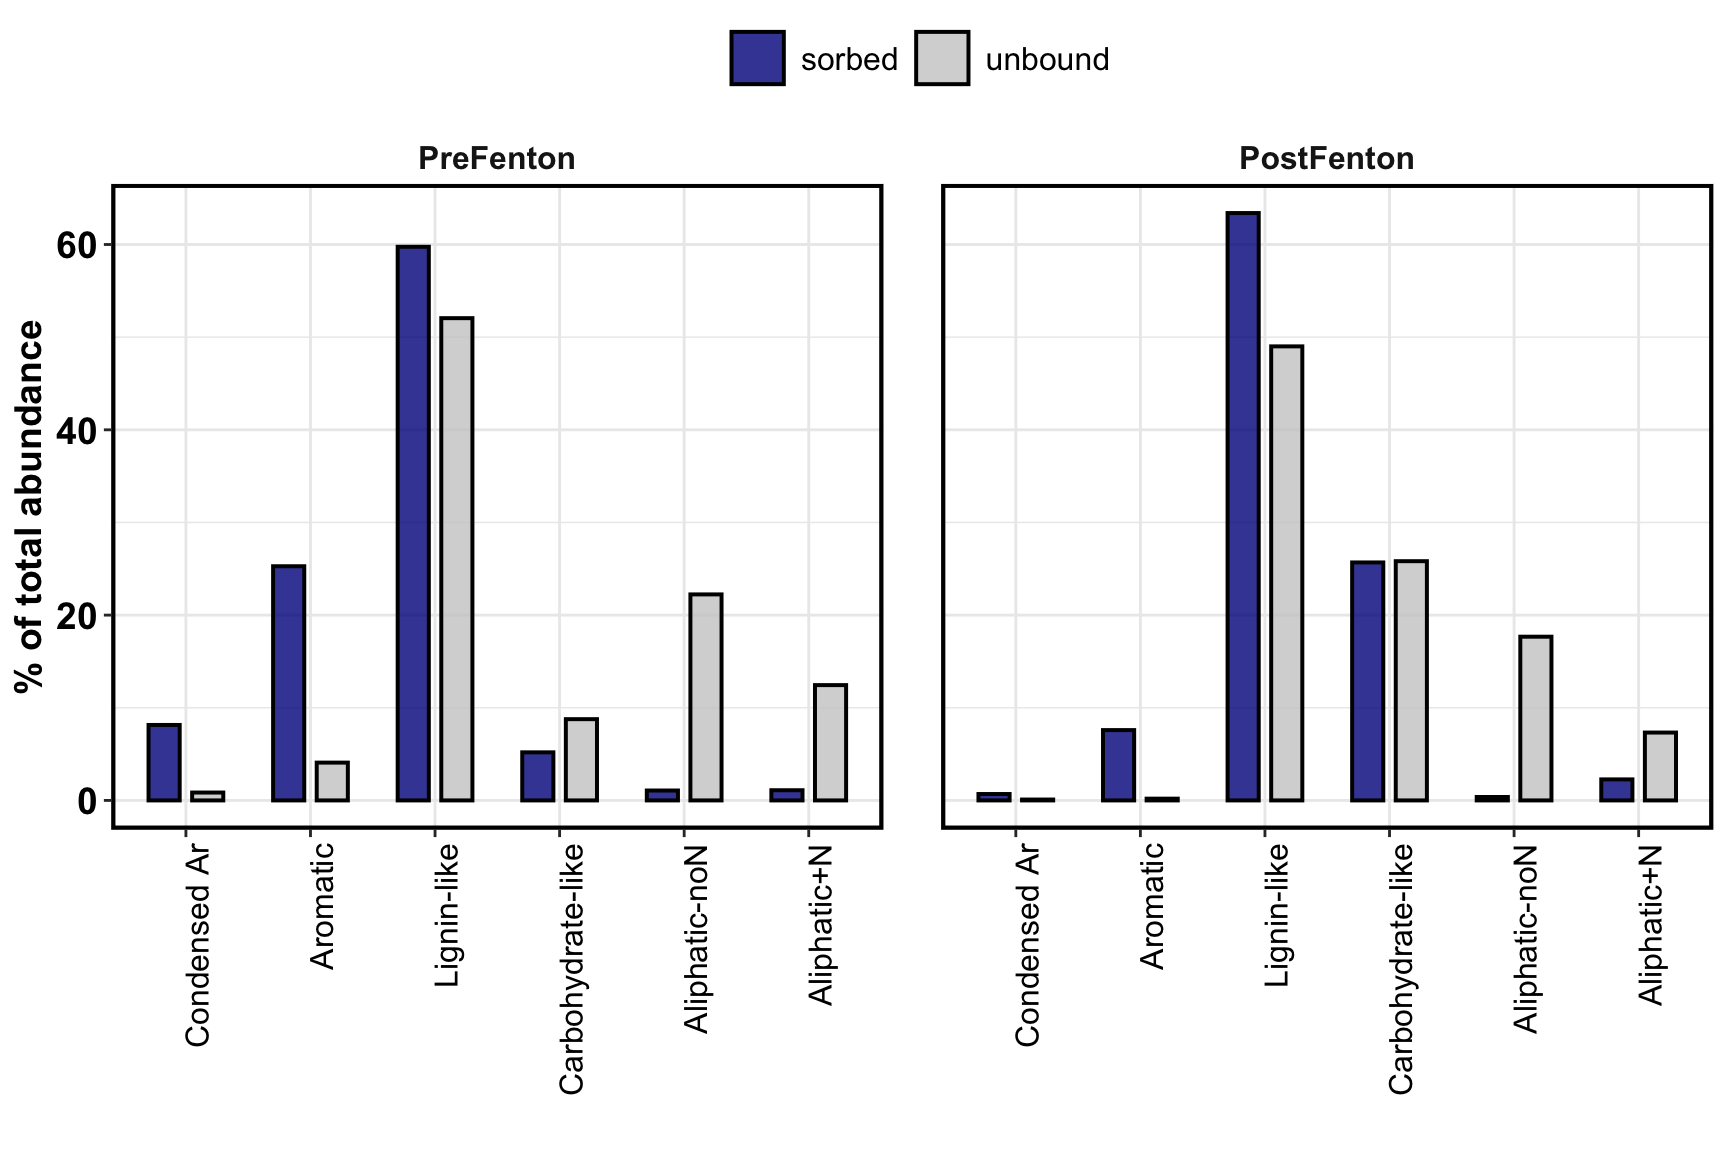 sorbed unbound
PreFenton
PostFenton
% of total abundance
60
40
20
0
Condensed Ar
Aromatic
Lignin-like
Carbohydrate-like
Aliphatic-noN
Aliphatic+N
Condensed Ar
Aromatic
Lignin-like
Carbohydrate-like
Aliphatic-noN
Aliphatic+N